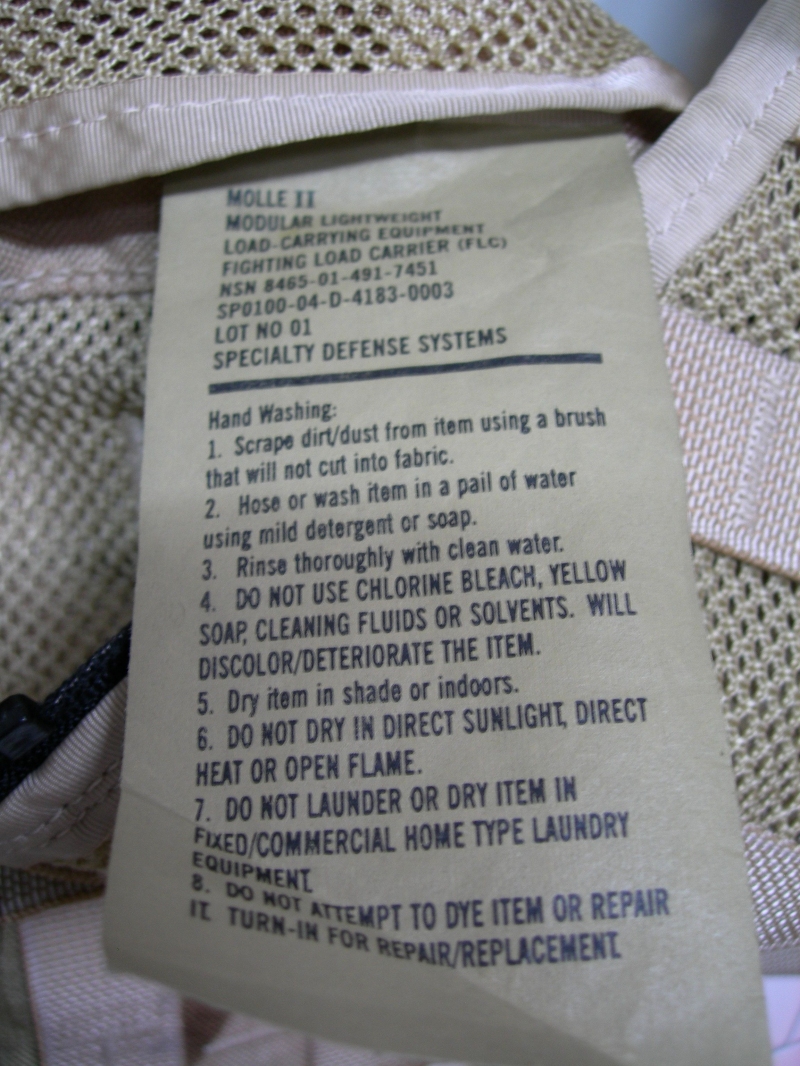 MOLLE II
MODULAR LIGHTWEIGHT
LOAD-CARRYING EQUIPMENT
FIGHTING LOAD CARRIER (FLC)
NSN 8465-01-491-7451
SP0100-04-D-4183-0003
LOT NO 01
SPECIALTY DEFENSE SYSTEMS
Hand Washing:
1. Scrape dirt/dust from item using a brush
that will not cut into fabric.
2. Hose or wash item in a pail of water
using mild detergent or soap.
3. Rinse thoroughly with clean water.
4. DO NOT USE CHLORINE BLEACH, YELLOW
SOAP, CLEANING FLUIDS OR SOLVENTS. WILL
DISCOLOR/DETERIORATE THE ITEM.
5. Dry item in shade or indoors.
6. DO NOT DRY IN DIRECT SUNLIGHT, DIRECT
HEAT OR OPEN FLAME.
7. DO NOT LAUNDER OR DRY ITEM IN
FIXED/COMMERCIAL HOME TYPE LAUNDRY
EQUIPMENT.
8. DO NOT ATTEMPT TO DYE ITEM OR REPAIR
IT. TURN-IN FOR REPAIR/REPLACEMENT.